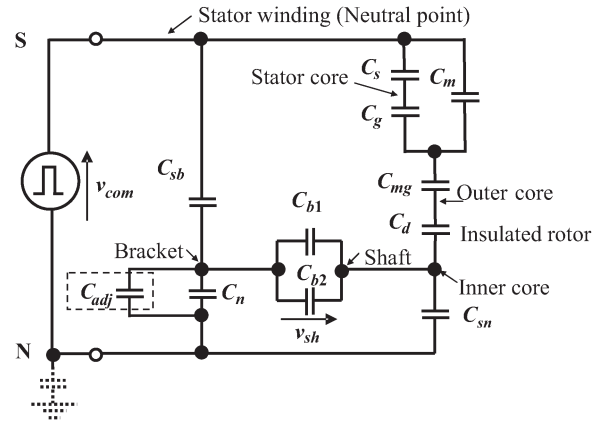 Stator winding (Neutral point)
S
Stator core
Cs
Cm
Cg
vcom
Csb
Cmg
Outer core
Cb1
Cd
Insulated rotor
Bracket
Shaft
Cadj
Cn
Cb2
Inner core
vsh
Csn
N